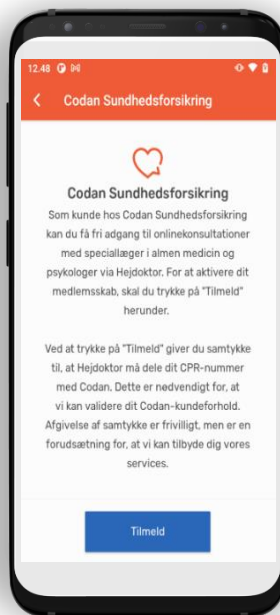 12.48
Codan Sundhedsforsikring
Codan Sundhedsforsikring
Som kunde hos Codan Sundhedsforsikring
kan du få fri adgang til onlinekonsultationer
med speciallæger i almen medicin og
psykologer via Hejdoktor. For at aktivere dit
medlemsskab, skal du trykke på "Tilmeld"
herunder.
Ved at trykke på "Tilmeld" giver du samtykke
til, at Hejdoktor må dele dit CPR-nummer
med Codan. Dette er nødvendigt for, at
vi kan validere dit Codan-kundeforhold.
Afgivelse af samtykke er frivilligt, men er en
forudsætning for, at vi kan tilbyde dig vores
services.
Tilmeld